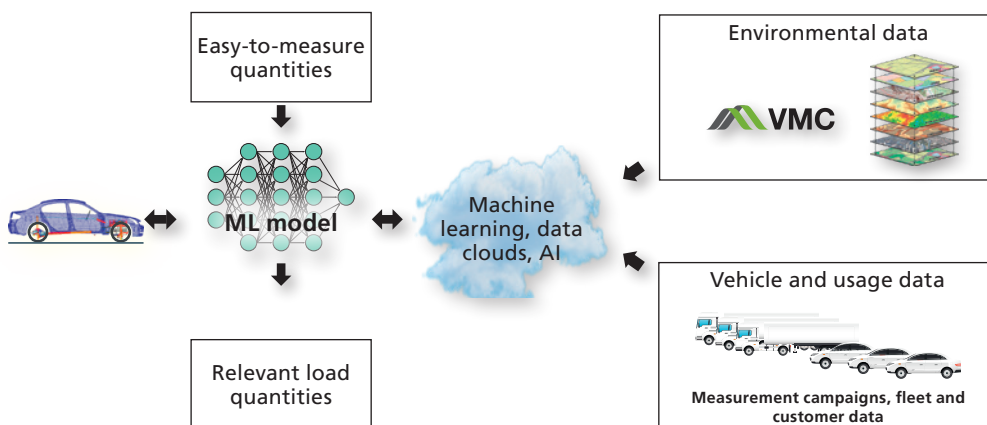 Easy-to-measure
quantities
ML model
Relevant load
quantities
Machine
learning, data
clouds, AI
Environmental data
VMC
Vehicle and usage data
Measurement campaigns, fleet and
customer data